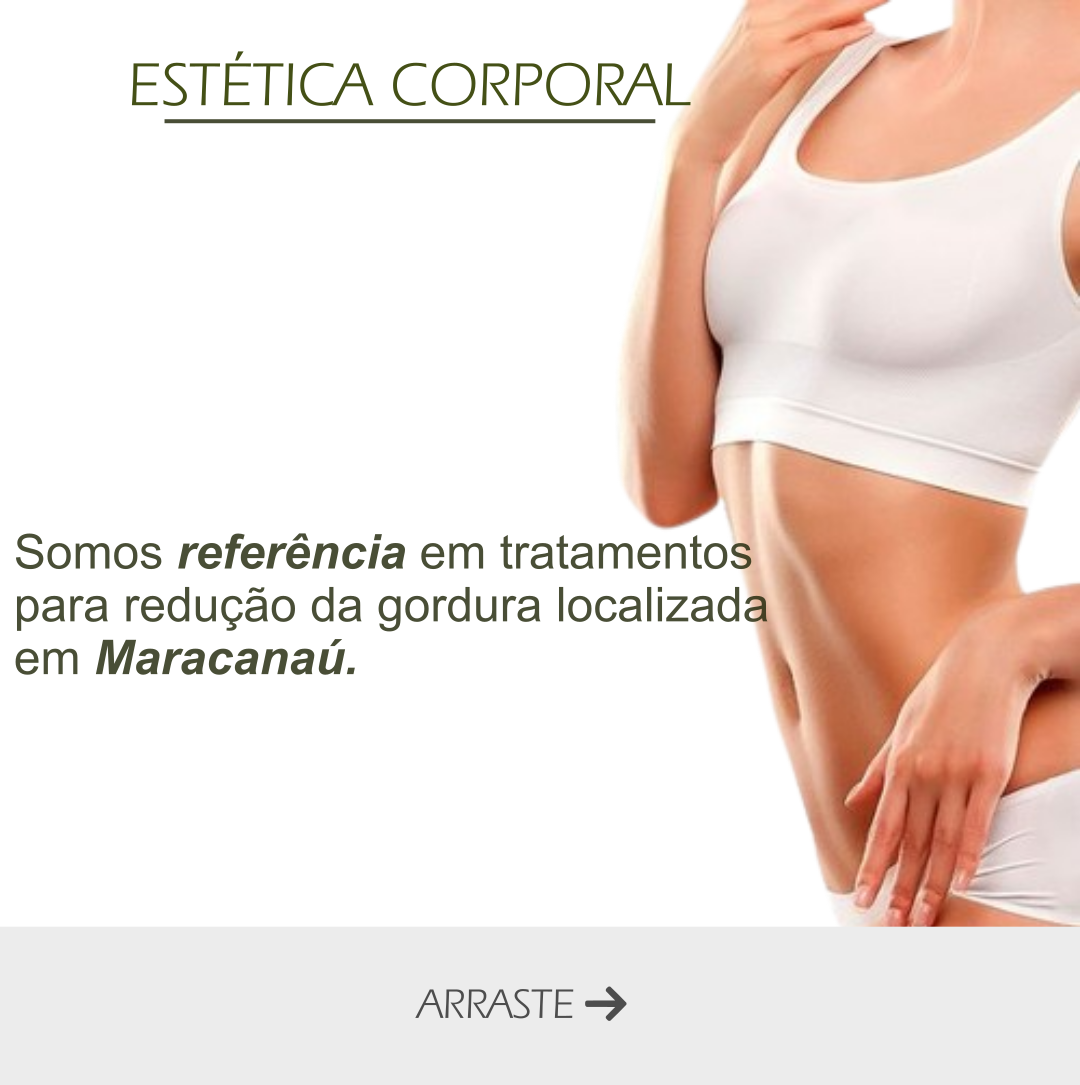 ESTÉTICA CORPORAL
Somos referência em tratamentos
para redução da gordura localizada
em Maracanaú.
ARRASTE